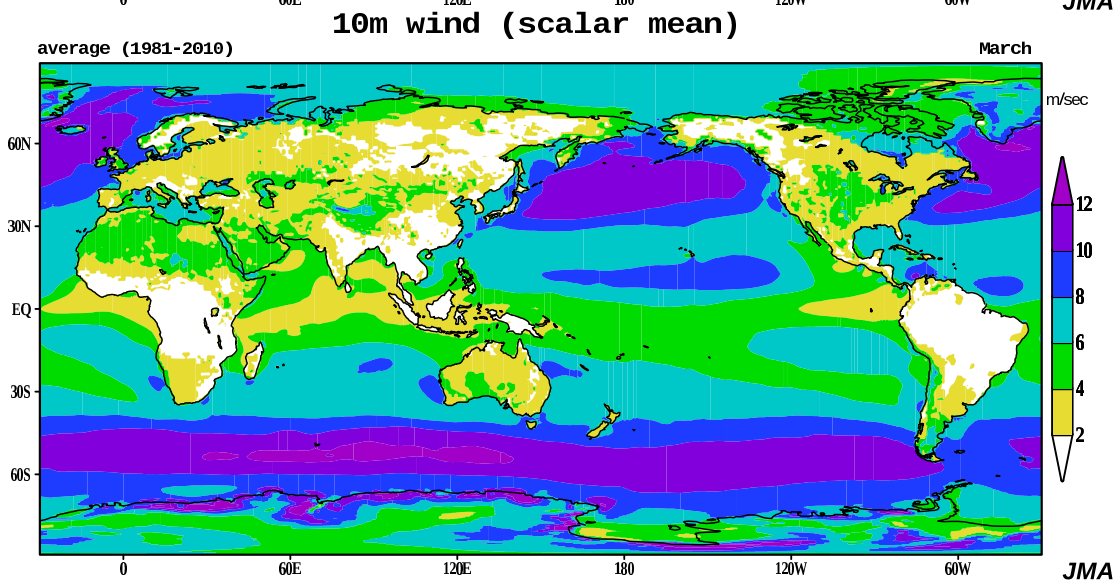 0 60E 120E 180 120W 60W JMA
10m wind (scalar mean)
average (1981-2010) March
m/sec
60N
30N
EQ
30S
60S
12
10
8
6
4
2
0 60E 120E 180 120W 60W
JMA